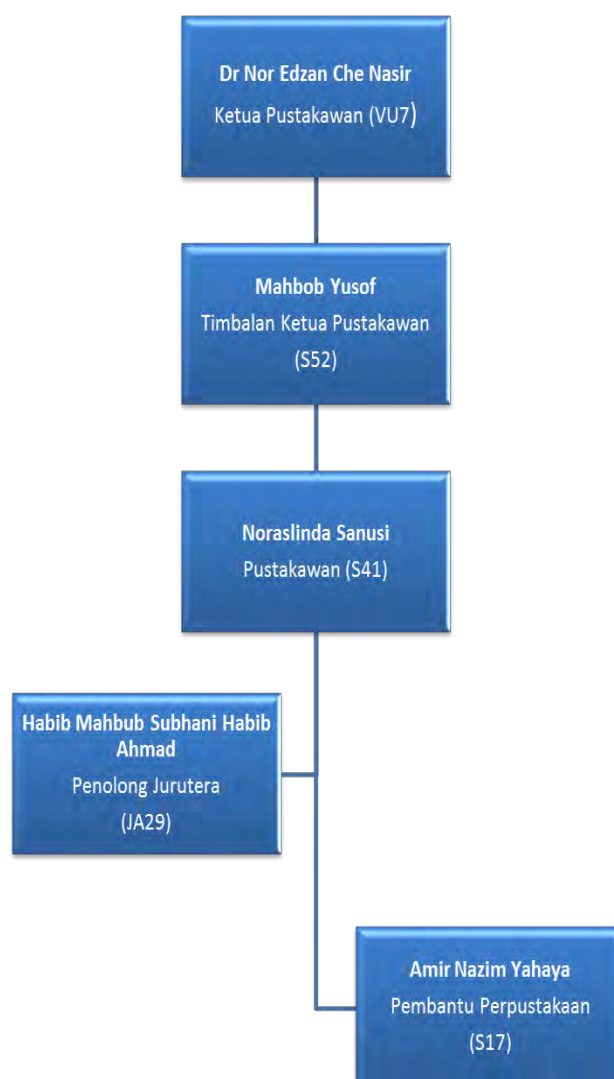 Dr Nor Edzan Che Nasir
Ketua Pustakawan (VU7)
Mahbob Yusof
Timbalan Ketua Pustakawan
(S52)
Noraslinda Sanusi
Pustakawan (S41)
Habib Mahbub Subhani Habib
Ahmad
Penolong Jurutera
(JA29)
Amir Nazim Yahaya
Pembantu Perpustakaan
(S17)